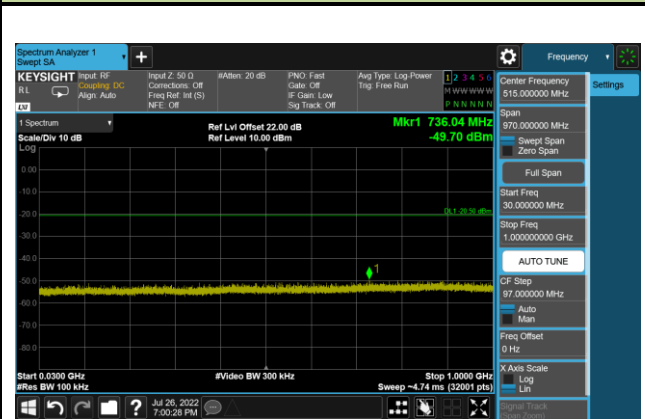 Spectrum Analyzer 1
Swept SA
+
Frequency
KEYSIGHT
Input: RF
Coupling: DC
Align: Auto
Input Z: 50 Ω
Corrections: Off
Freq Ref: Int (S)
NFE: Off
#Atten: 20 dB
PNO: Fast
Gate: Off
IF Gain: Low
Sig Track: Off
Avg Type: Log-Power
Trig: Free Run
1 2 3 4 5 6
M W W W W W
P N N N N N
RL
LXI
1 Spectrum
Scale/Div 10 dB
Ref Lvl Offset 22.00 dB
Ref Level 10.00 dBm
Mkr1 736.04 MHz
-49.70 dBm
Log
0.00
-10.0
-20.0
DL1 -20.50 dBm
-30.0
-40.0
1
-50.0
-60.0
-70.0
-80.0
Start 0.0300 GHz
#Res BW 100 kHz
#Video BW 300 kHz
Stop 1.0000 GHz
Sweep ~4.74 ms (32001 pts)
Jul 26, 2022
7:00:28 PM
?
Center Frequency
515.000000 MHz
Settings
Span
970.000000 MHz
Swept Span
Zero Span
Full Span
Start Freq
30.000000 MHz
Stop Freq
1.000000000 GHz
AUTO TUNE
CF Step
97.000000 MHz
Auto
Man
Freq Offset
0 Hz
X Axis Scale
Log
Lin
Signal Track
(Span Zoom)